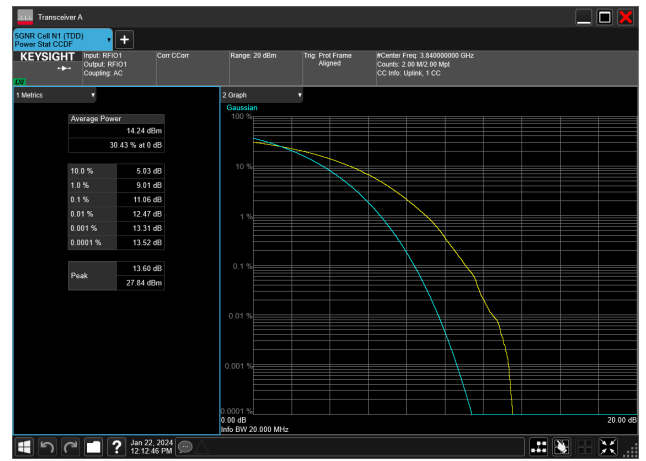 Transceiver A
5GNR Cell N1 (TDD)
Power Stat CCDF
KEYSIGHT
Input: RFIO1
Output: RFIO1
Coupling: AC
Corr CCorr
Range: 20 dBm
Trig: Prot Frame
Aligned
#Center Freq: 3.840000000 GHz
Counts: 2.00 M/2.00 Mpt
CC Info: Uplink, 1 CC
LW
1 Metrics
Average Power
14.24 dBm
30.43 % at 0 dB
10.0 % 5.03 dB
1.0 % 9.01 dB
0.1 % 11.06 dB
0.01 % 12.47 dB
0.001 % 13.31 dB
0.0001 % 13.52 dB
Peak
13.60 dB
27.84 dBm
2 Graph
Gaussian
100 %
10 %
1 %
0.1 %
0.01 %
0.001 %
0.0001 %
0.00 dB
20.00 dB
Info BW 20.000 MHz
Jan 22, 2024
12:12:46 PM